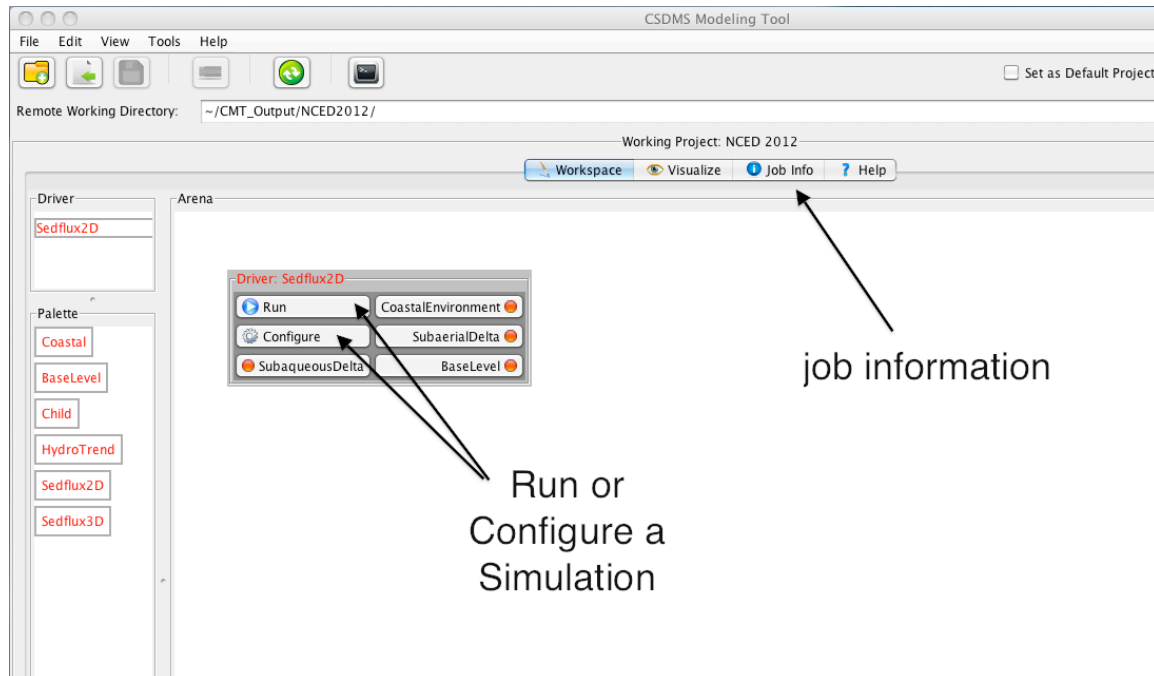 CSDMS Modeling Tool
File Edit View Tools Help
Set as Default Project
Remote Working Directory: ~/CMT_Output/NCED2012/
Working Project: NCED 2012
Workspace Visualize Job Info ? Help
Driver
Sedflux2D
Arena
Driver: Sedflux2D
Run CoastalEnvironment
Configure SubaerialDelta
SubaqueousDelta BaseLevel
Palette
Coastal
BaseLevel
Child
HydroTrend
Sedflux2D
Sedflux3D
job information
Run or
Configure a
Simulation